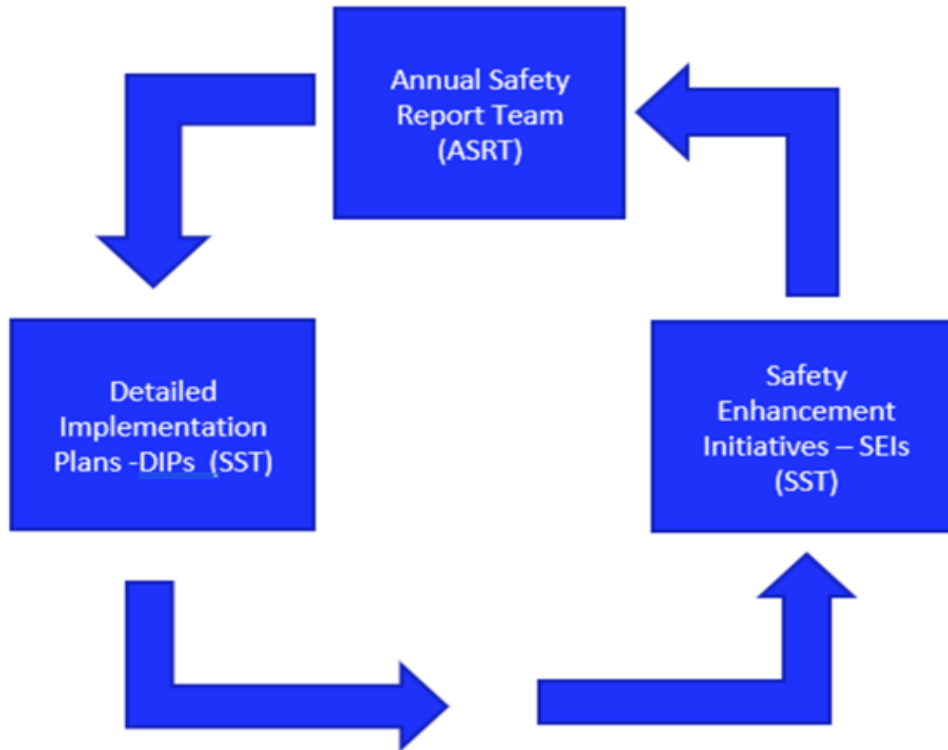 Annual Safety
Report Team
(ASRT)
Detailed
Implementation
Plans -DIPs  (SST)
Safety
Enhancement
Initiatives – SEIs
(SST)